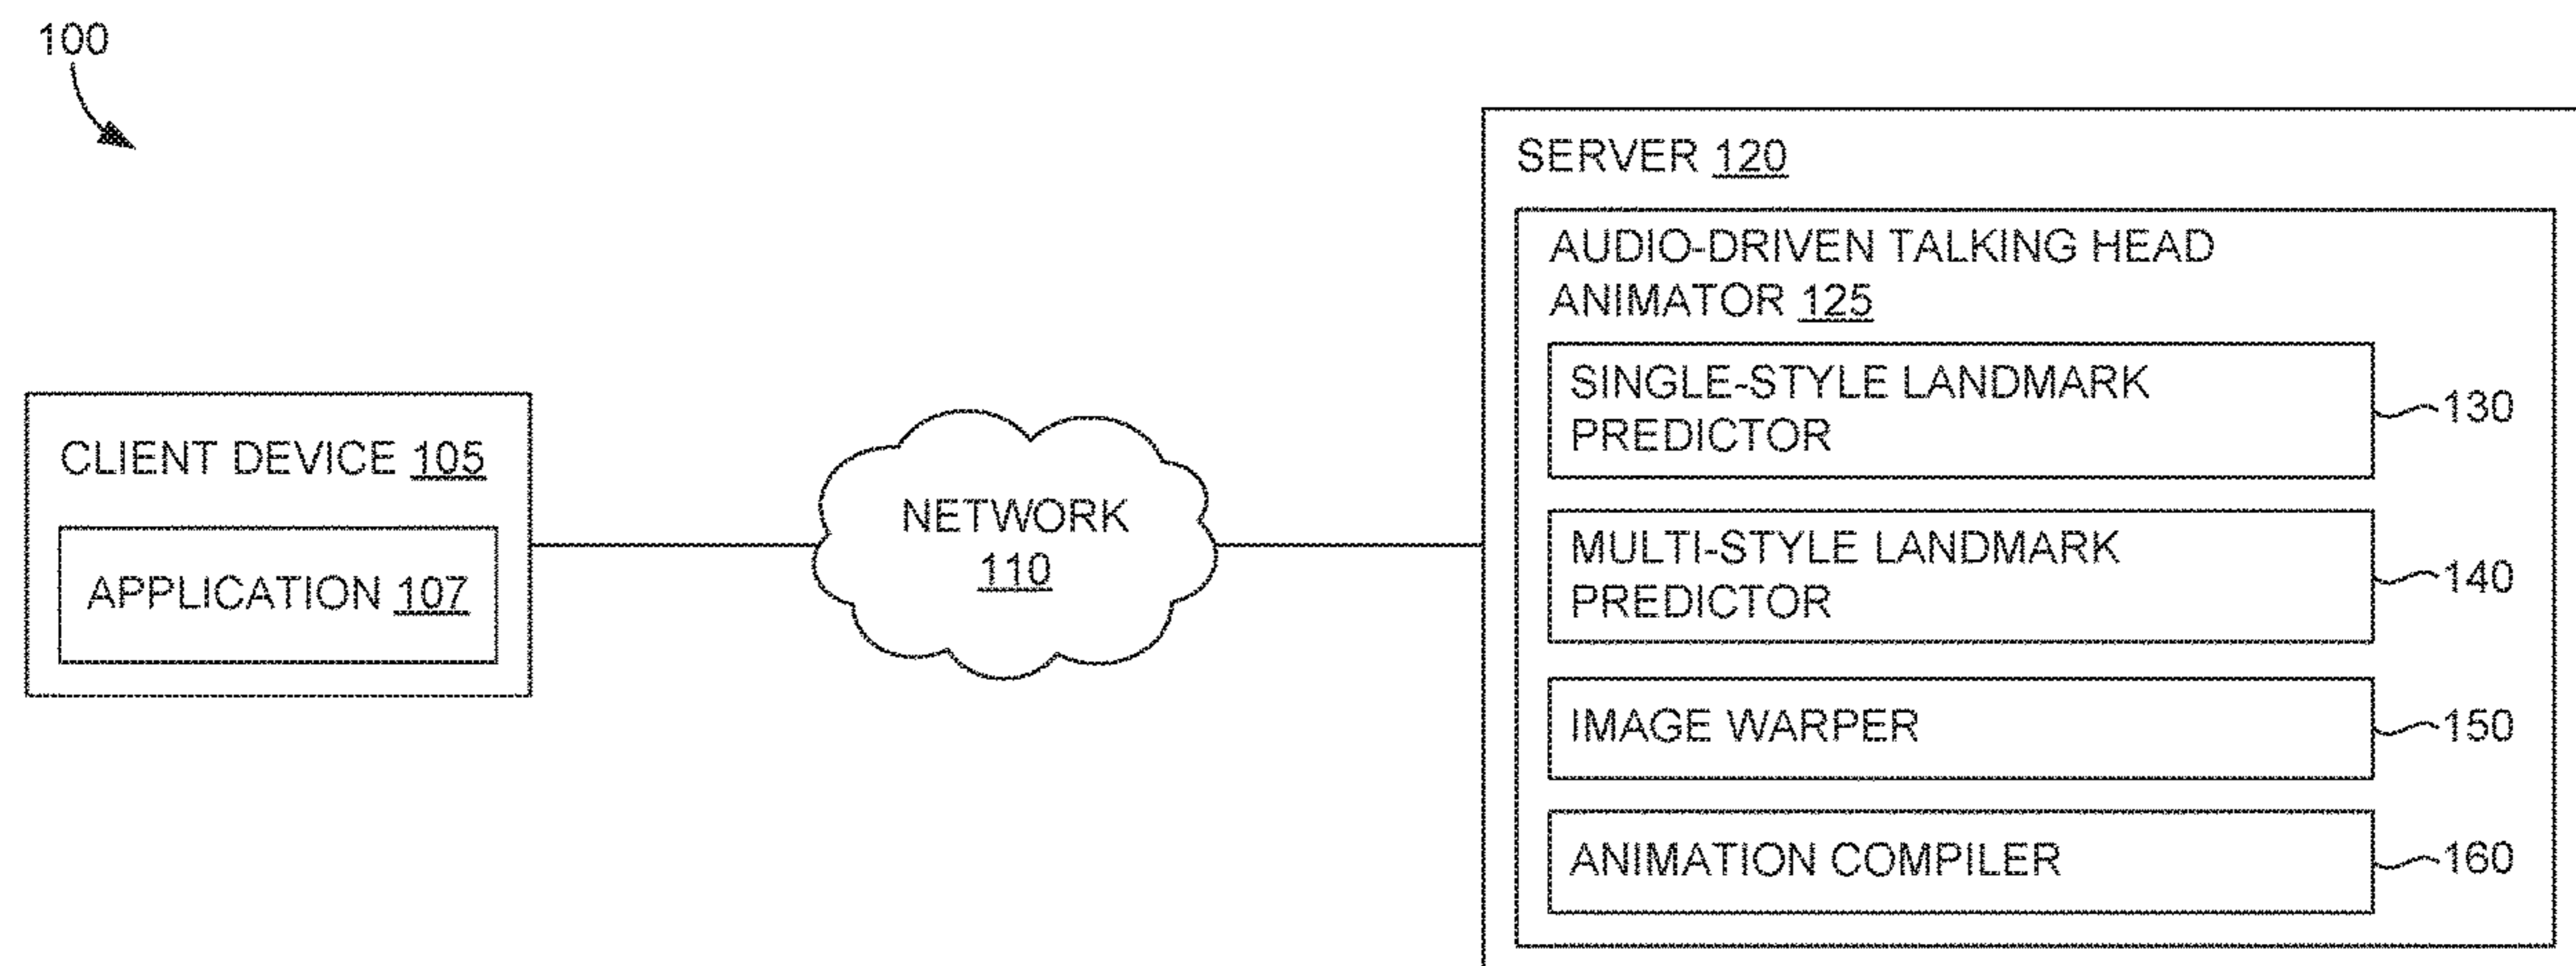 100
SERVER 120
AUDIO-DRIVEN TALKING HEAD
ANIMATOR 125
SINGLE-STYLE LANDMARK
PREDICTOR
130
MULTI-STYLE LANDMARK
PREDICTOR
140
IMAGE WARPER
150
ANIMATION COMPILER
160
CLIENT DEVICE 105
APPLICATION 107
NETWORK
110